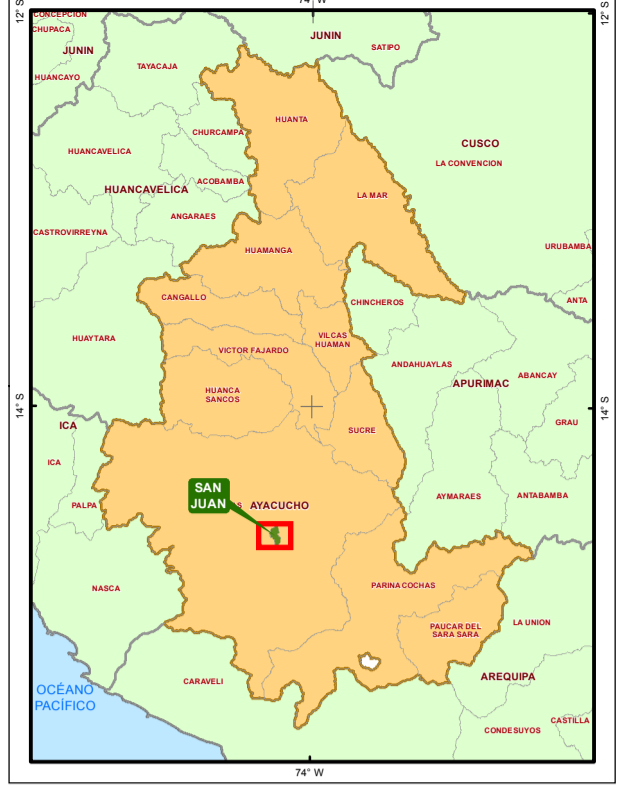 74° W
12° S
12° S
CONCEPCION
CHUPACA
JUNIN
JUNIN
SATIPO
HUANCAYO
TAYACAJA
HUANTA
CHURCAMPA
CUSCO
HUANCAVELICA
LA CONVENCION
ACOBAMBA
HUANCAVELICA
LA MAR
ANGARAES
CASTROVIRREYNA
URUBAMBA
HUAMANGA
CANGALLO
CHINCHEROS
ANTA
HUAYTARA
VILCAS
HUAMAN
VICTOR FAJARDO
ANDAHUAYLAS
ABANCAY
APURIMAC
HUANCA
SANCOS
14° S
14° S
GRAU
ICA
SUCRE
ICA
SAN
JUAN
AYMARAES
ANTABAMBA
PALPA
S AYACUCHO
NASCA
PARINACOCHAS
PAUCAR DEL
SARA SARA
LA UNION
CARAVELI
AREQUIPA
OCÉANO
PACÍFICO
CASTILLA
CONDESUYOS
74° W